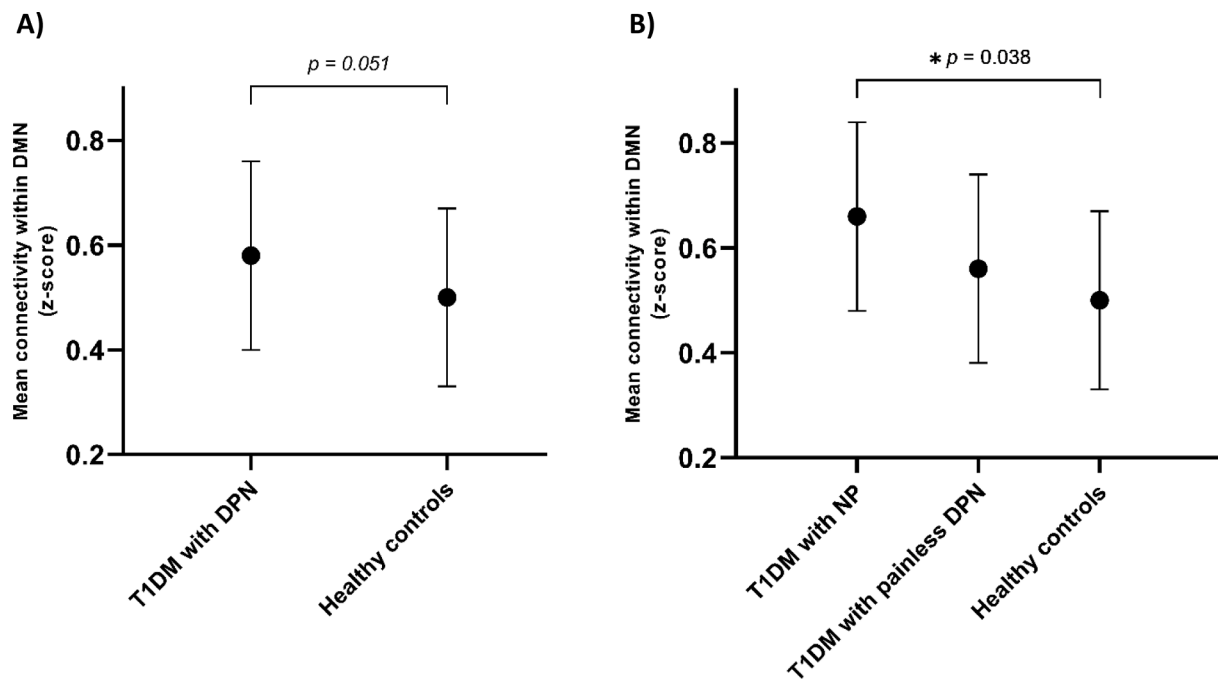 A)
p = 0.051
Mean connectivity within DMN
(z-score)
0.8
0.6
0.4
0.2
T1DM with DPN
Healthy controls
B)
* p = 0.038
Mean connectivity within DMN
(z-score)
0.8
0.6
0.4
0.2
T1DM with NP
T1DM with painless DPN
Healthy controls